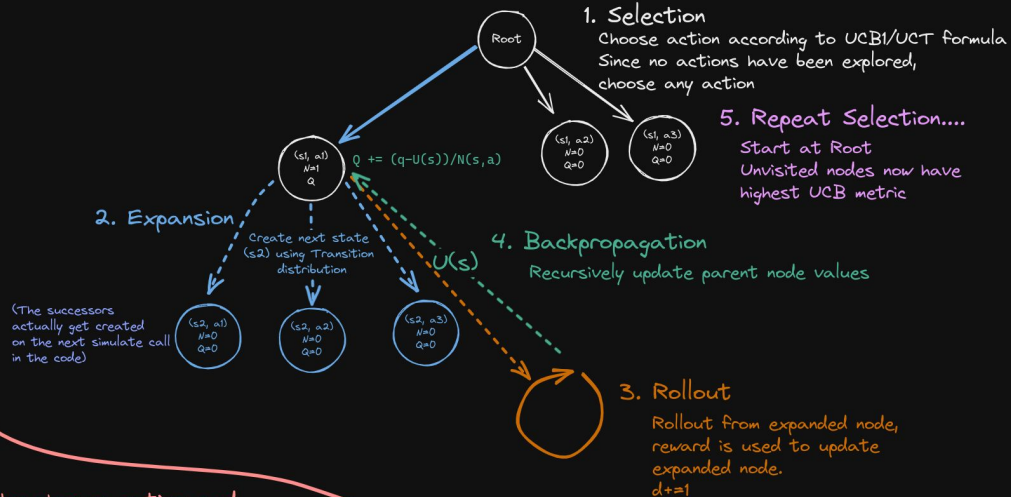 Root
1. Selection
Choose action according to UCB1/UCT formula
Since no actions have been explored,
choose any action
(s1, a1)
N=1
Q
Q += (q-U(s))/N(s,a)
(s1, a2)
N=0
Q=0
(s1, a3)
N=0
Q=0
5. Repeat Selection....
Start at Root
Unvisited nodes now have
highest UCB metric
2. Expansion
Create next state
(s2) using Transition
distribution
U(s)
4. Backpropagation
Recursively update parent node values
(The successors
actually get created
on the next simulate call
in the code)
(s2, a1)
N=0
Q=0
(s2, a2)
N=0
Q=0
(s2, a3)
N=0
Q=0
3. Rollout
Rollout from expanded node,
reward is used to update
expanded node.
d+=1